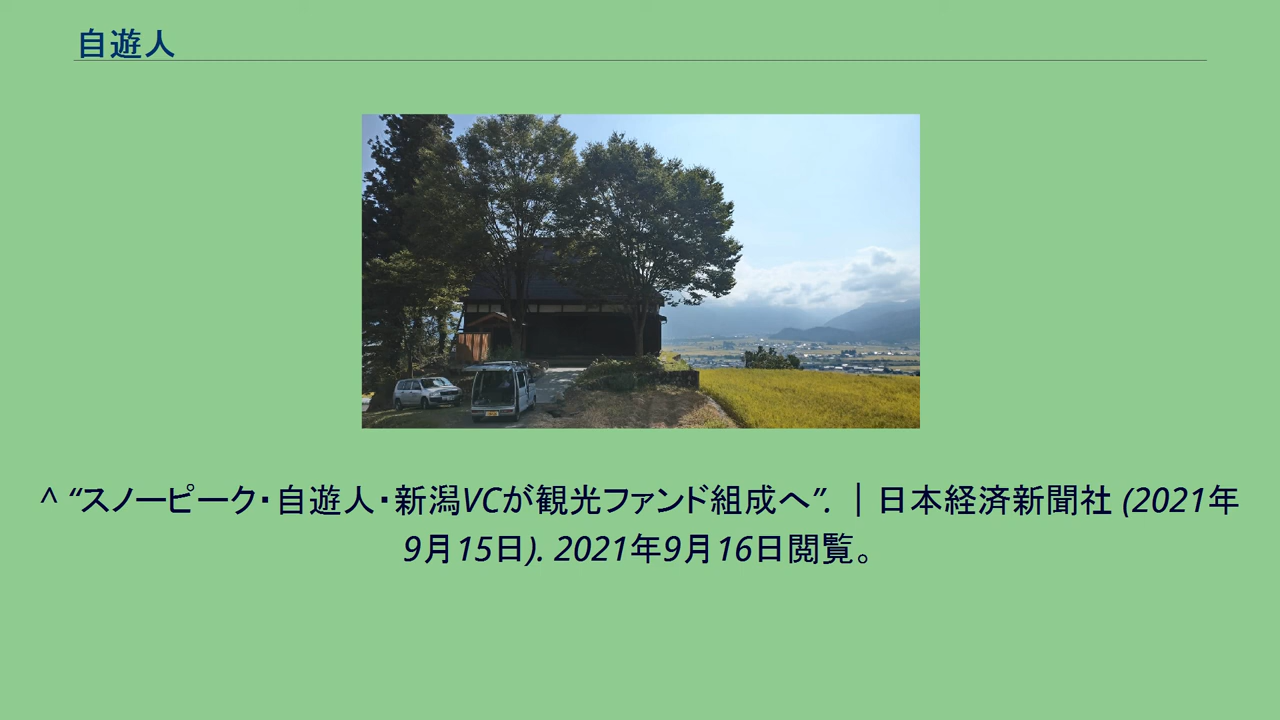 自遊人
^ “スノーピーク・自遊人・新潟VCが観光ファンド組成へ”. ｜日本経済新聞社 (2021年
9月15日). 2021年9月16日閲覧。